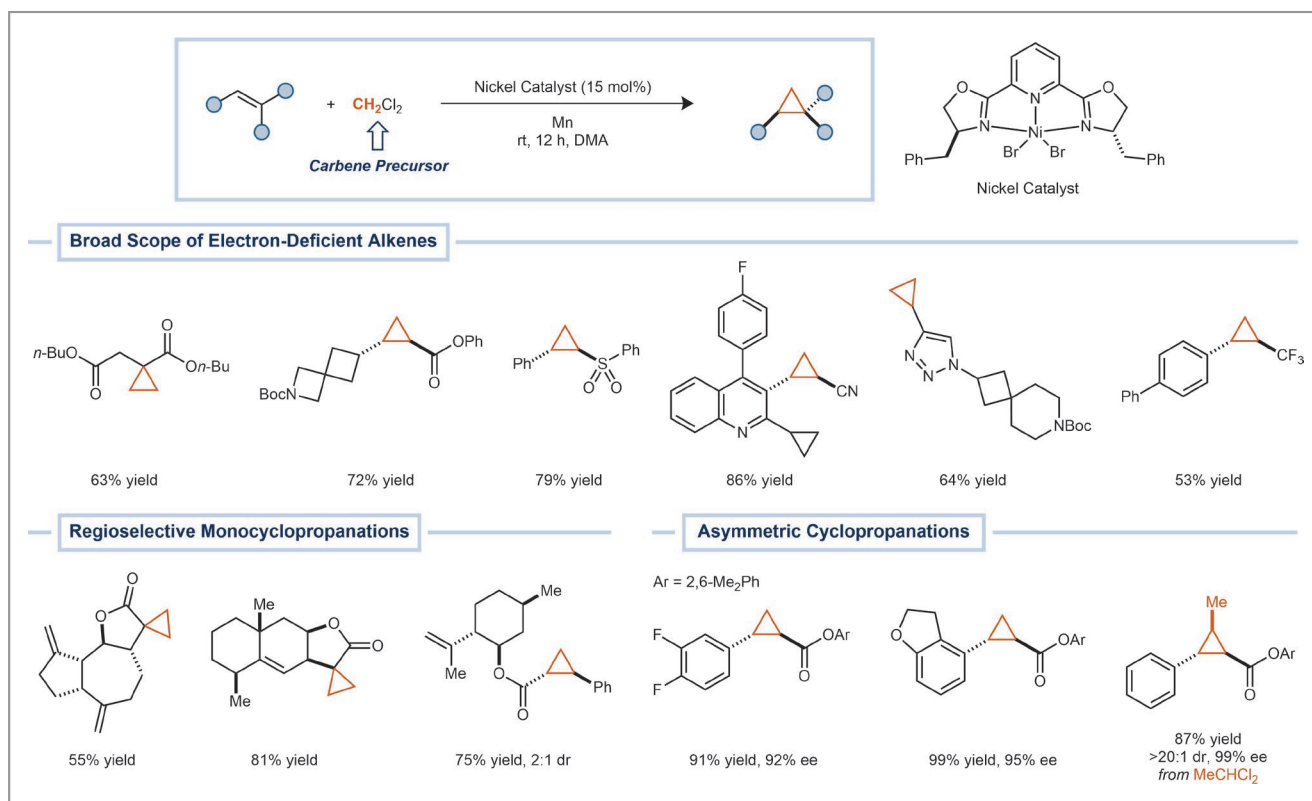 + CH₂Cl₂
Nickel Catalyst (15 mol%)
Mn
rt, 12 h, DMA
Carbene Precursor
O
N
O
N
Ni
N
Br
Br
Ph
Ph
Nickel Catalyst
Broad Scope of Electron-Deficient Alkenes
n-BuO
O
O
On-Bu
63% yield
BocN
OPh
O
72% yield
Ph
S
O
O
Ph
79% yield
F
N
CN
86% yield
N
N
N
NBoc
64% yield
Ph
CF₃
53% yield
Regioselective Monocyclopropanations
Asymmetric Cyclopropanations
O
O
55% yield
Me
O
O
Me
81% yield
Me
Me
O
O
Ph
75% yield, 2:1 dr
Ar = 2,6-Me₂Ph
F
F
OAr
O
91% yield, 92% ee
O
OAr
O
99% yield, 95% ee
Me
OAr
O
87% yield
>20:1 dr, 99% ee
from MeCHCl₂